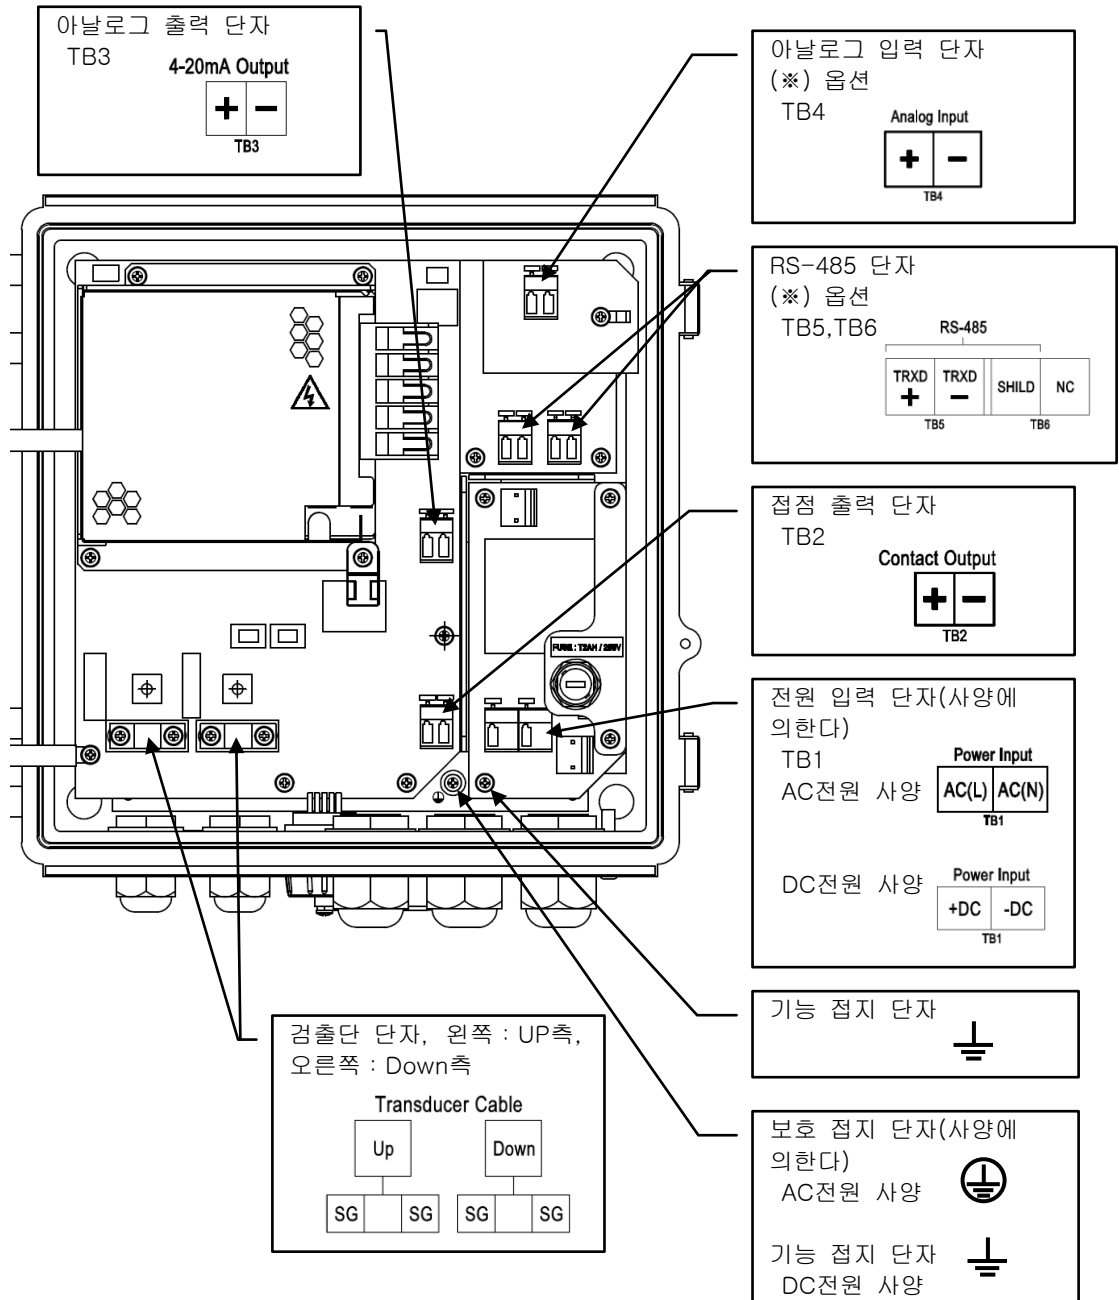 아날로그 출력 단자
TB3
4-20mA Output
+ −
TB3
아날로그 입력 단자
(※) 옵션
TB4
Analog Input
+ −
TB4
RS-485 단자
(※) 옵션
TB5,TB6
RS-485
TRXD + TRXD − SHILD NC
TB5 TB6
접점 출력 단자
TB2
Contact Output
+ −
TB2
FUSE : T2AH / 250V
전원 입력 단자(사양에
의한다)
TB1
AC전원 사양
Power Input
AC(L) AC(N)
TB1
DC전원 사양
Power Input
+DC -DC
TB1
기능 접지 단자
검출단 단자, 왼쪽 : UP측,
오른쪽 : Down측
Transducer Cable
Up Down
SG SG SG SG
보호 접지 단자(사양에
의한다)
AC전원 사양
기능 접지 단자
DC전원 사양